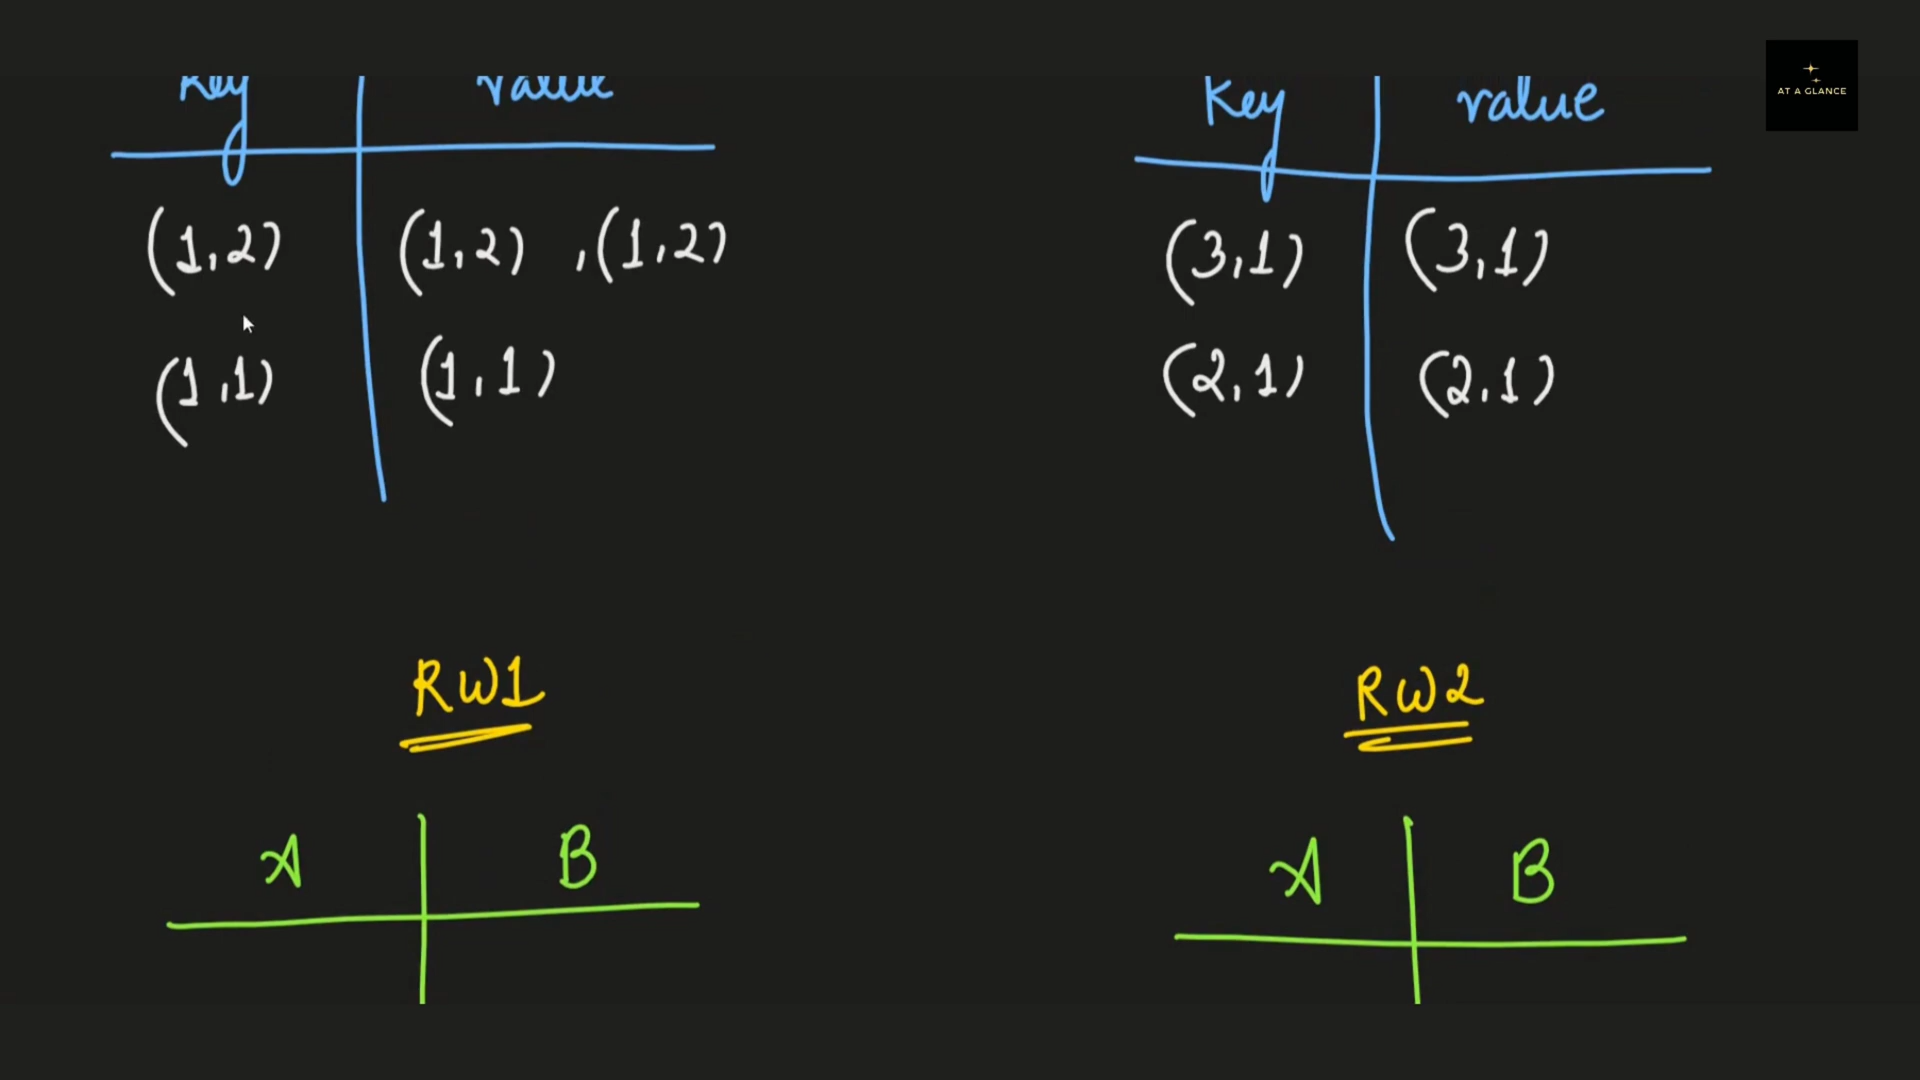 Key value
(1,2) (1,2) ,(1,2)
(1,1) (1,1)
Key value
(3,1) (3,1)
(2,1) (2,1)
AT A GLANCE
RW1
A B
RW2
A B